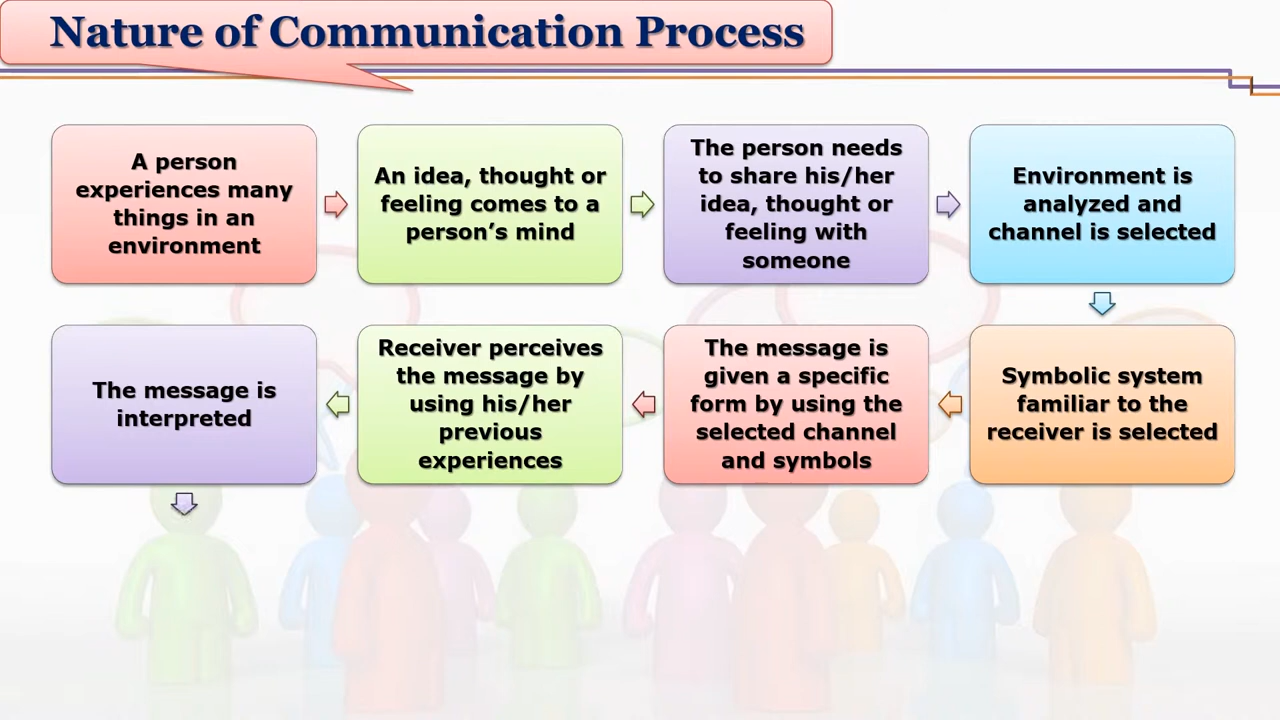 Nature of Communication Process
A person
experiences many
things in an
environment
An idea, thought or
feeling comes to a
person’s mind
The person needs
to share his/her
idea, thought or
feeling with
someone
Environment is
analyzed and
channel is selected
Symbolic system
familiar to the
receiver is selected
The message is
given a specific
form by using the
selected channel
and symbols
Receiver perceives
the message by
using his/her
previous
experiences
The message is
interpreted